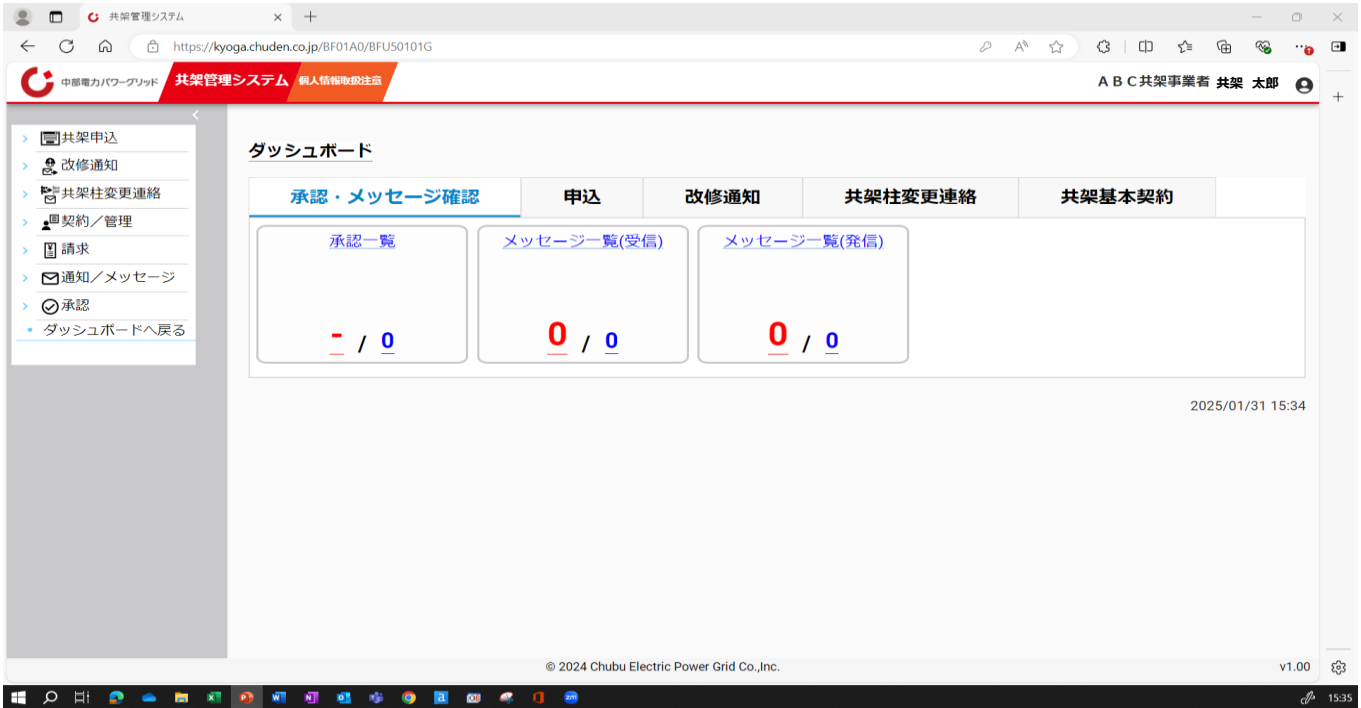 共架管理システム
https://kyoga.chuden.co.jp/BF01A0/BFU50101G
中部電力パワーグリッド 共架管理システム 個人情報取扱注意 ABC共架事業者 共架 太郎
共架申込
改修通知
共架柱変更連絡
契約／管理
請求
通知／メッセージ
承認
ダッシュボードへ戻る
ダッシュボード
承認・メッセージ確認 申込 改修通知 共架柱変更連絡 共架基本契約
承認一覧 メッセージ一覧(受信) メッセージ一覧(発信)
- / 0 0 / 0 0 / 0
2025/01/31 15:34
© 2024 Chubu Electric Power Grid Co.,Inc. v1.00
15:35